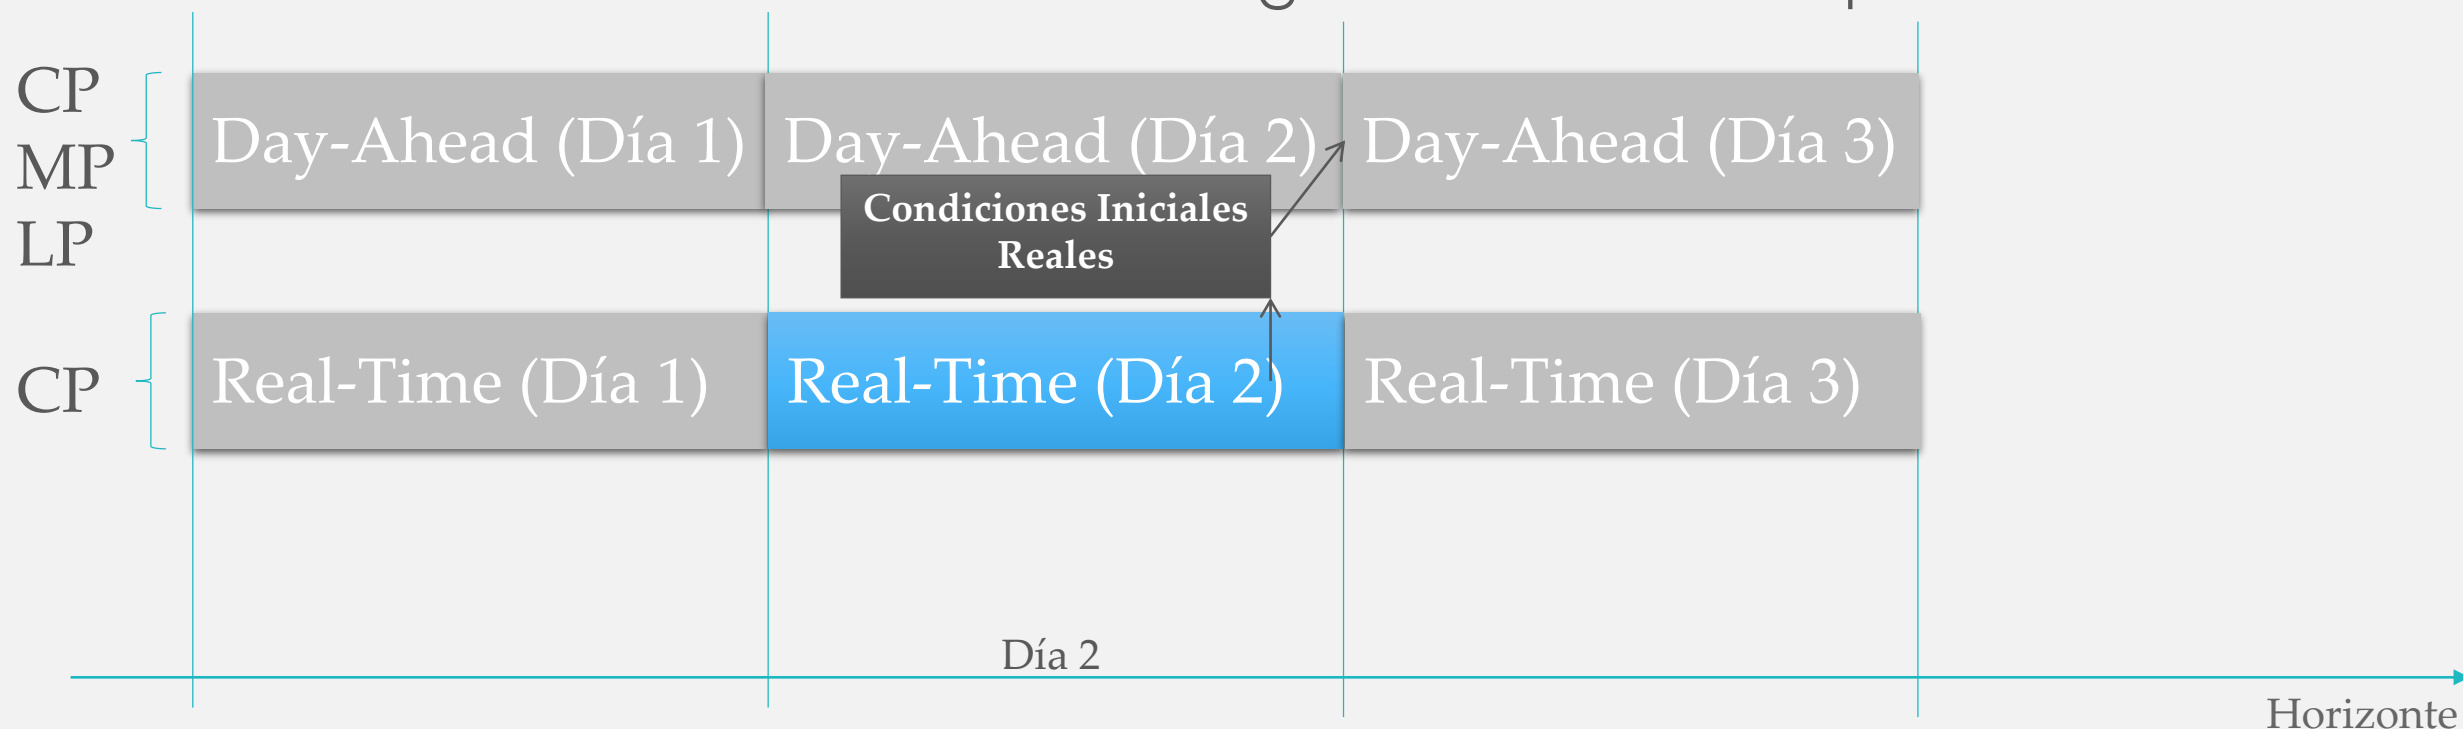 CP
MP
LP
Day-Ahead (Día 1)
Day-Ahead (Día 2)
Day-Ahead (Día 3)
Condiciones Iniciales
Reales
CP
Real-Time (Día 1)
Real-Time (Día 2)
Real-Time (Día 3)
Día 2
Horizonte